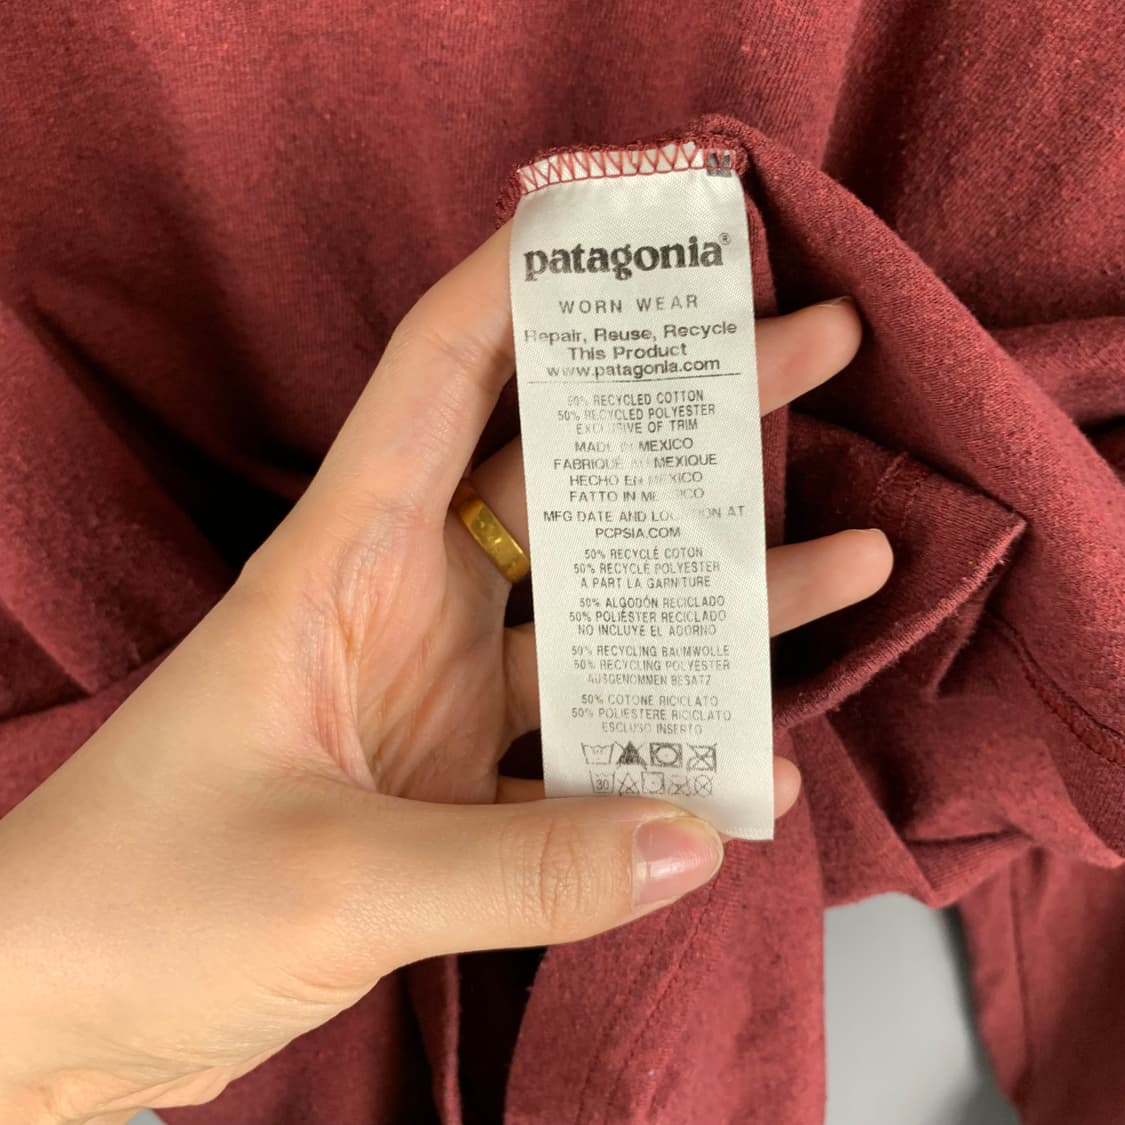 patagonia®
WORN WEAR
Repair, Reuse, Recycle
This Product
www.patagonia.com
50% RECYCLED COTTON
50% RECYCLED POLYESTER
EXCLUSIVE OF TRIM
MADE IN MEXICO
FABRIQUÉ AU MEXIQUE
HECHO EN MEXICO
FATTO IN MESSICO
MFG DATE AND LOCATION AT
PCPSIA.COM
50% RECYCLÉ COTON
50% RECYCLÉ POLYESTER
A PART LA GARNITURE
50% ALGODÓN RECICLADO
50% POLIÉSTER RECICLADO
NO INCLUYE EL ADORNO
50% RECYCLING BAUMWOLLE
50% RECYCLING POLYESTER
AUSGENOMMEN BESATZ
50% COTONE RICICLATO
50% POLIESTERE RICICLATO
ESCLUSO INSERTO
30